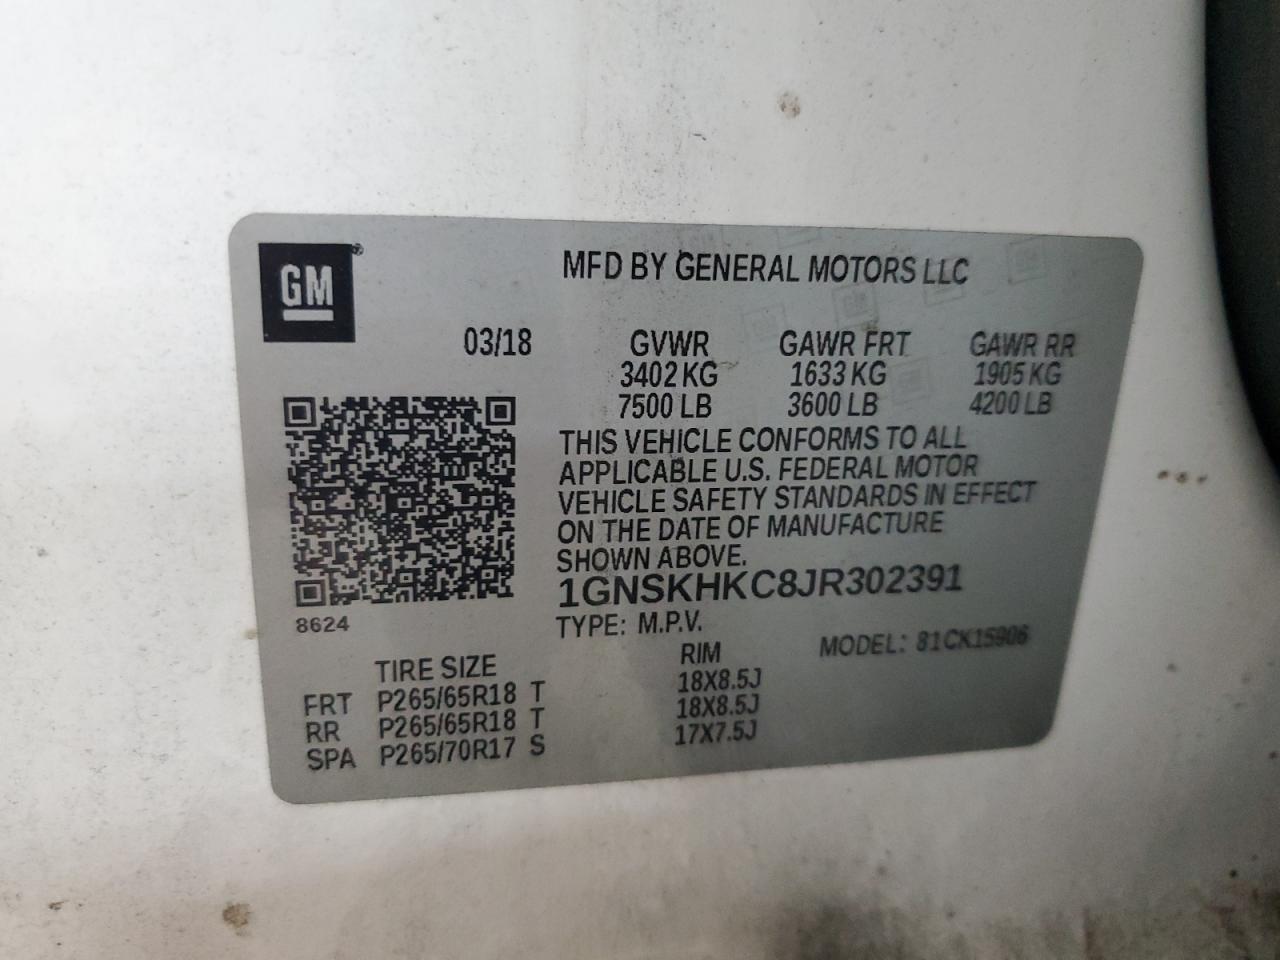 GM®
MFD BY GENERAL MOTORS LLC
03/18 GVWR GAWR FRT GAWR RR
3402 KG 1633 KG 1905 KG
7500 LB 3600 LB 4200 LB
THIS VEHICLE CONFORMS TO ALL
APPLICABLE U.S. FEDERAL MOTOR
VEHICLE SAFETY STANDARDS IN EFFECT
ON THE DATE OF MANUFACTURE
SHOWN ABOVE.
1GNSKHKC8JR302391
8624
TYPE: M.P.V. MODEL: 81CK15906
TIRE SIZE RIM
FRT P265/65R18 T 18X8.5J
RR P265/65R18 T 18X8.5J
SPA P265/70R17 S 17X7.5J